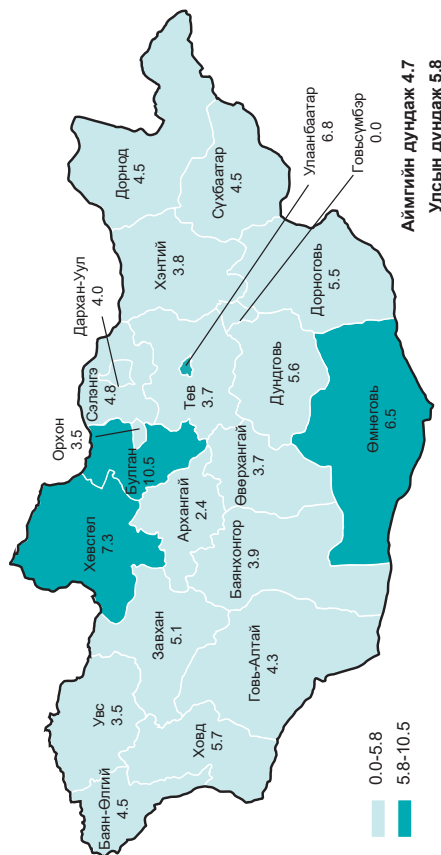 Баян-Өлгий
4.5
Увс
3.5
Ховд
5.7
Завхан
5.1
Говь-Алтай
4.3
Хөвсгөл
7.3
Архангай
2.4
Баянхонгор
3.9
Орхон
3.5
Булган
10.5
Өвөрхангай
3.7
Сэлэнгэ
4.8
Дархан-Уул
4.0
Төв
3.7
Дундговь
5.6
Өмнөговь
6.5
Хэнтий
3.8
Дорнод
4.5
Сүхбаатар
4.5
Дорноговь
5.5
Улаанбаатар
6.8
Говьсүмбэр
0.0
0.0-5.8
5.8-10.5
Аймгийн дундаж 4.7
Улсын дундаж 5.8